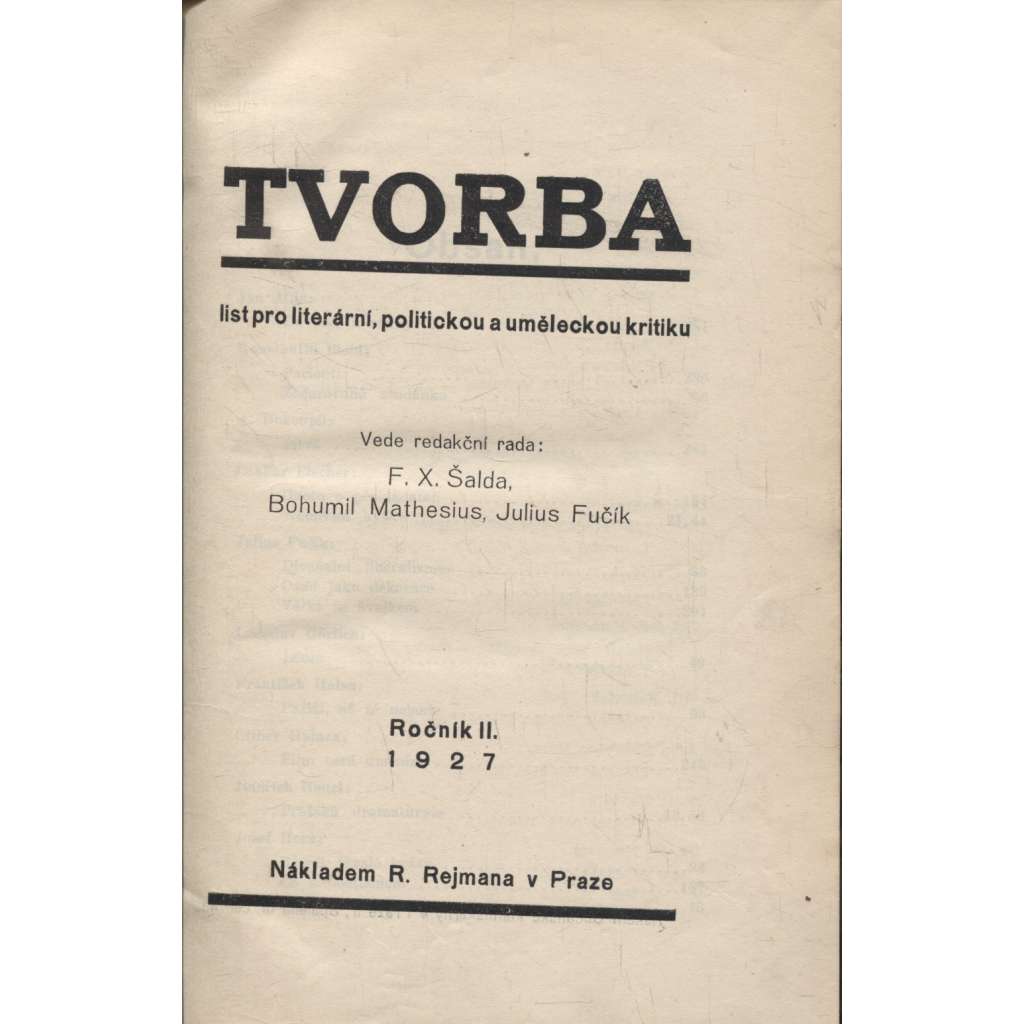 TVORBA
list pro literární, politickou a uměleckou kritiku
Vede redakční rada:
F. X. Šalda,
Bohumil Mathesius, Julius Fučík
Ročník II.
1927
Nákladem R. Rejmana v Praze